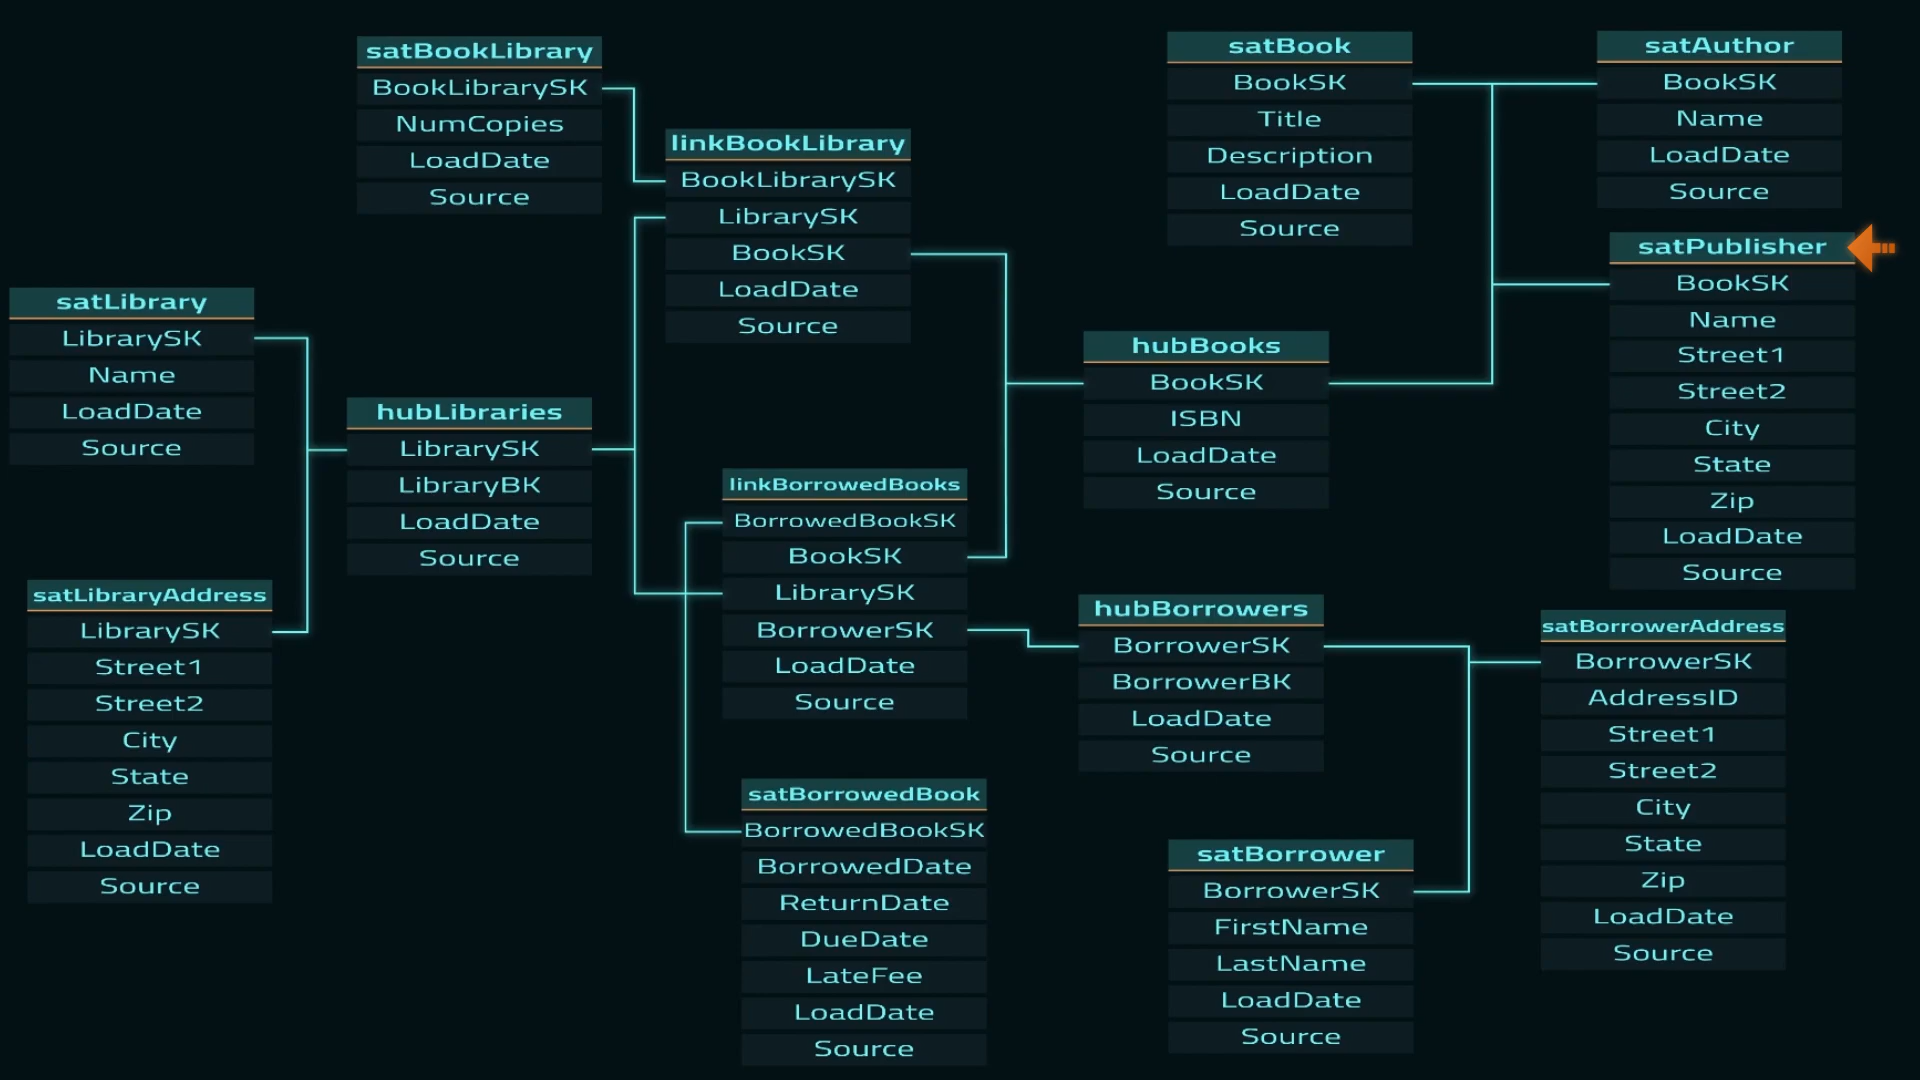 satBookLibrary
BookLibrarySK
NumCopies
LoadDate
Source
linkBookLibrary
BookLibrarySK
LibrarySK
BookSK
LoadDate
Source
satBook
BookSK
Title
Description
LoadDate
Source
satAuthor
BookSK
Name
LoadDate
Source
satPublisher
BookSK
Name
Street1
Street2
City
State
Zip
LoadDate
Source
satLibrary
LibrarySK
Name
LoadDate
Source
hubLibraries
LibrarySK
LibraryBK
LoadDate
Source
hubBooks
BookSK
ISBN
LoadDate
Source
linkBorrowedBooks
BorrowedBookSK
BookSK
LibrarySK
BorrowerSK
LoadDate
Source
satLibraryAddress
LibrarySK
Street1
Street2
City
State
Zip
LoadDate
Source
hubBorrowers
BorrowerSK
BorrowerBK
LoadDate
Source
satBorrowerAddress
BorrowerSK
AddressID
Street1
Street2
City
State
Zip
LoadDate
Source
satBorrowedBook
BorrowedBookSK
BorrowedDate
ReturnDate
DueDate
LateFee
LoadDate
Source
satBorrower
BorrowerSK
FirstName
LastName
LoadDate
Source